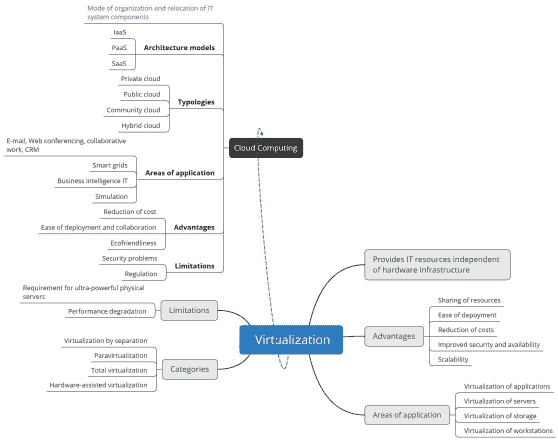 Mode of organization and relocation of IT
system components
IaaS
PaaS
SaaS
Architecture models
Private cloud
Public cloud
Community cloud
Hybrid cloud
Typologies
E-mail, Web conferencing, collaborative
work, CRM
Smart grids
Business intelligence IT
Simulation
Areas of application
Reduction of cost
Ease of deployment and collaboration
Ecofriendliness
Advantages
Security problems
Regulation
Limitations
Cloud Computing
Requirement for ultra-powerful physical
servers
Performance degradation
Limitations
Virtualization by separation
Paravirtualization
Total virtualization
Hardware-assisted virtualization
Categories
Virtualization
Provides IT resources independent
of hardware infrastructure
Advantages
Sharing of resources
Ease of depoyment
Reduction of costs
Improved security and availability
Scalability
Areas of application
Virtualization of applications
Virtualization of servers
Virtualization of storage
Virtualization of workstations